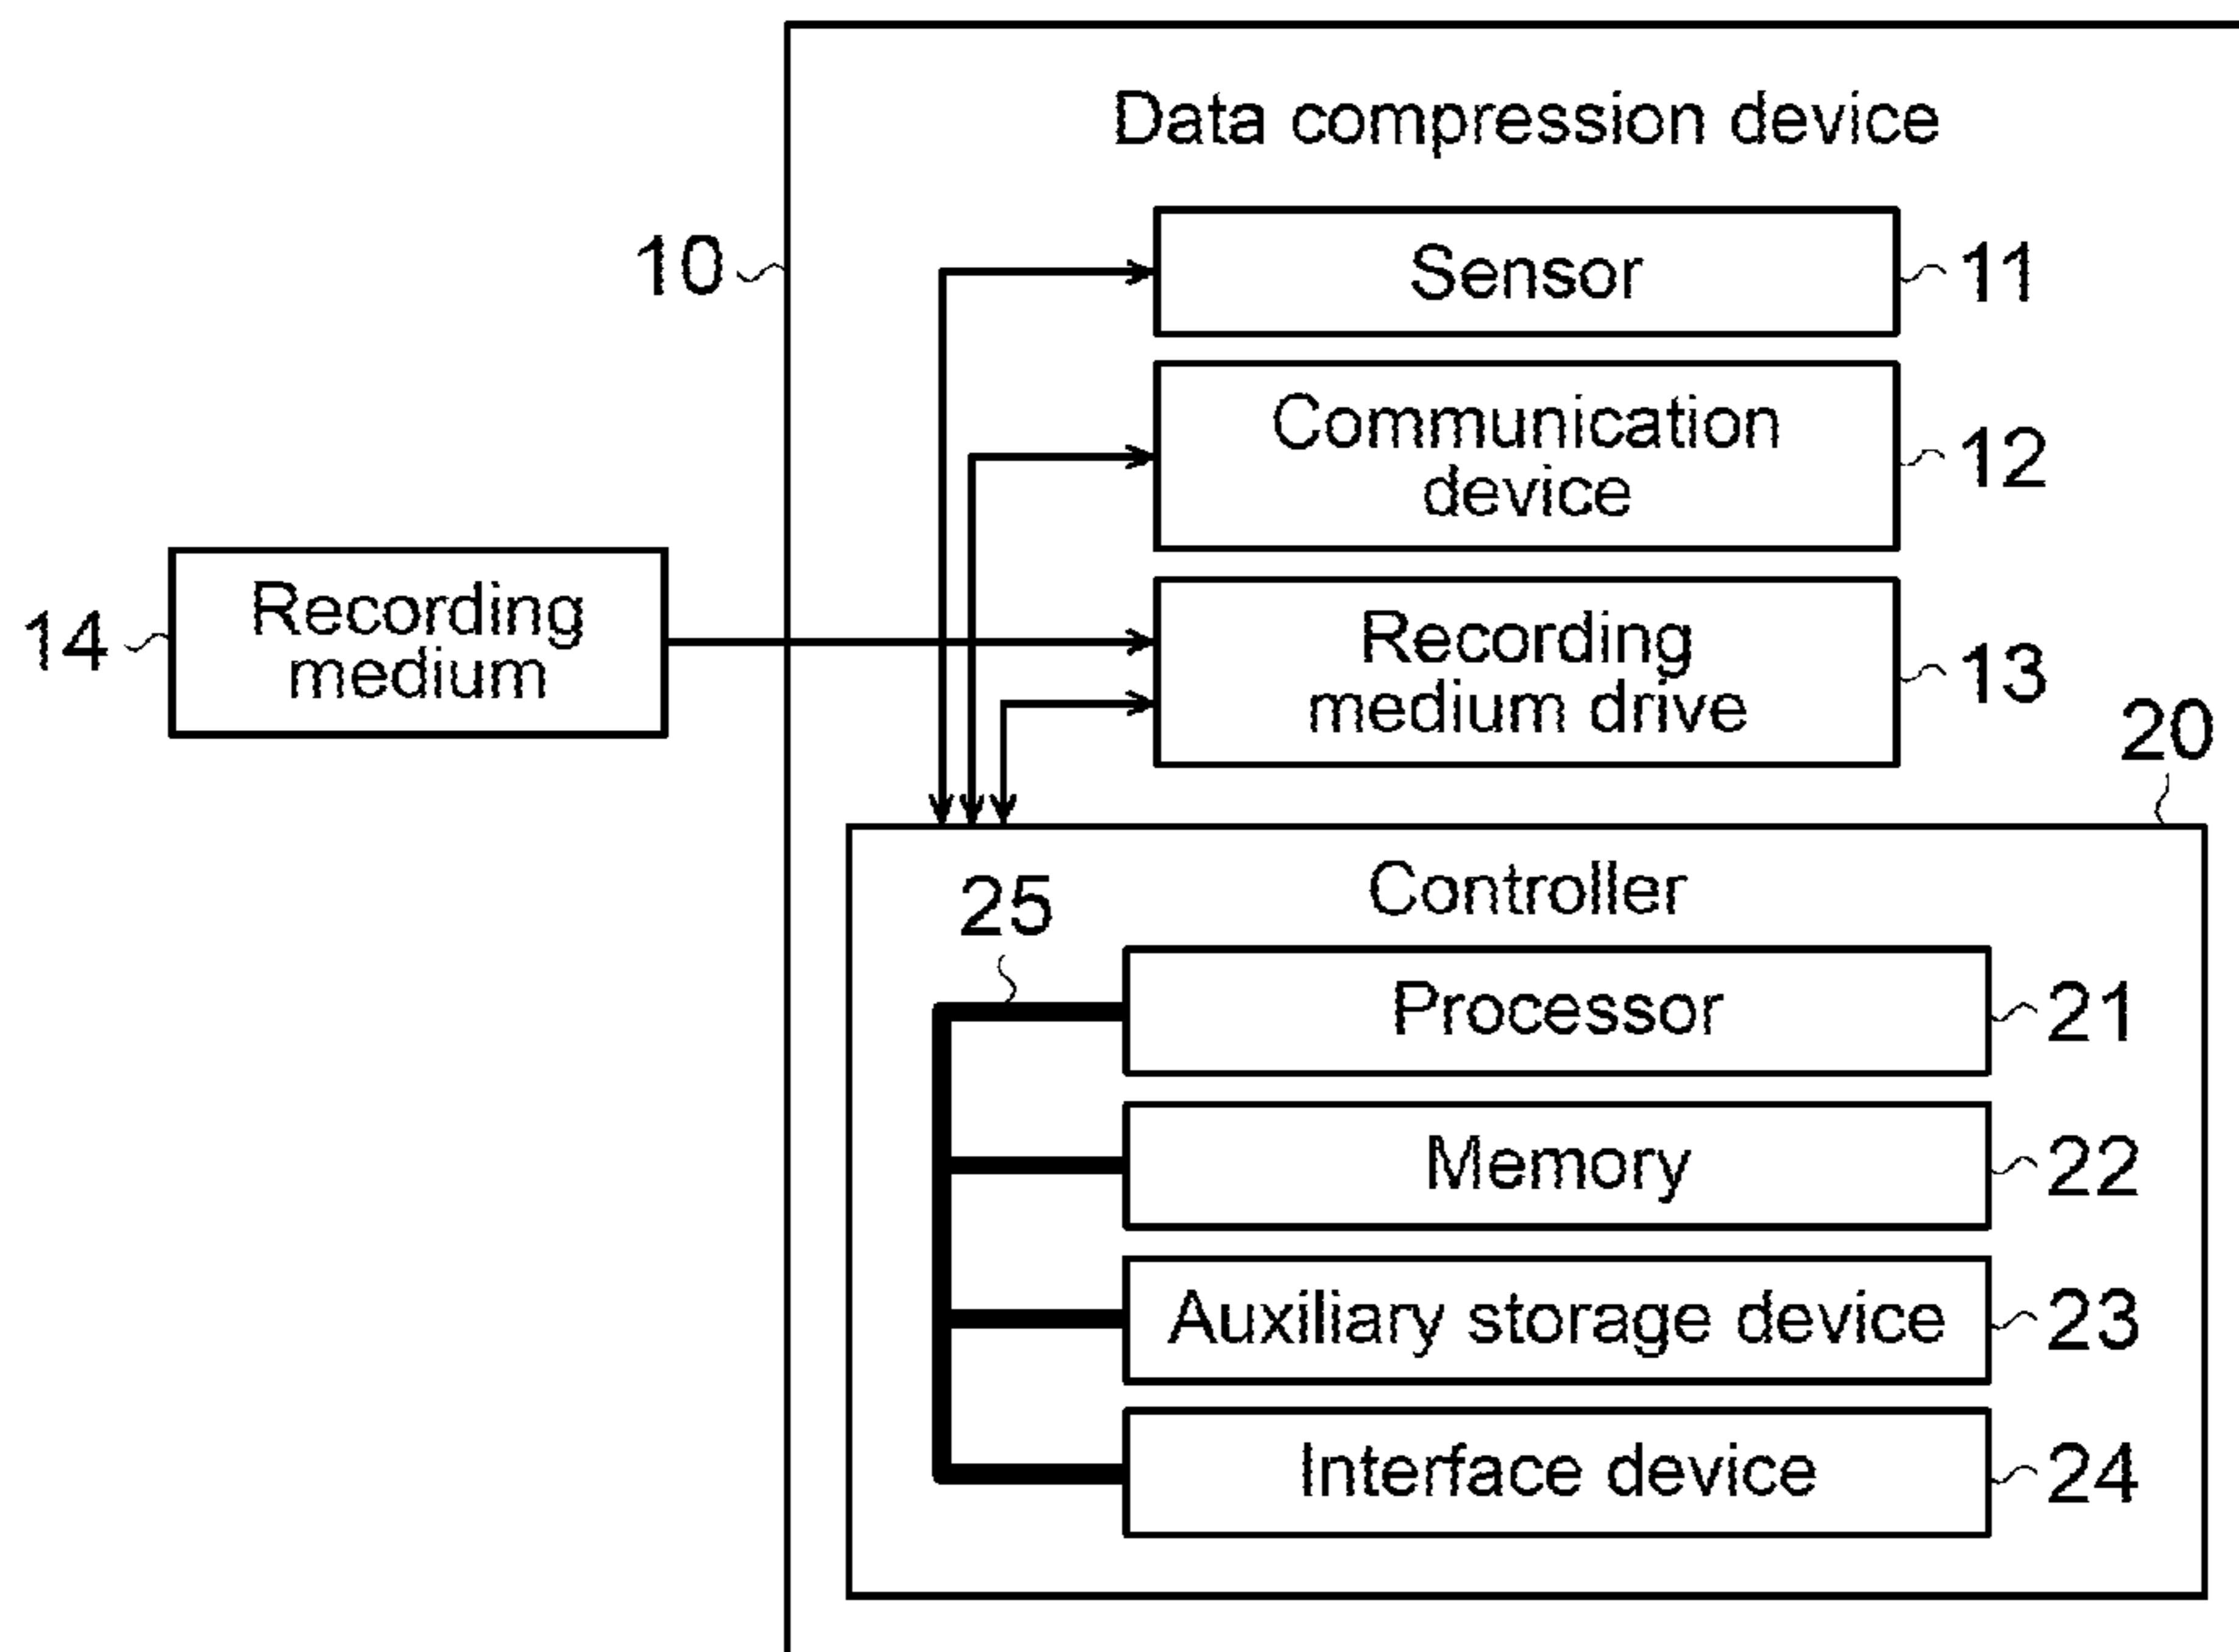 Data compression device
10
Sensor
11
Communication
device
12
14
Recording
medium
Recording
medium drive
13
20
Controller
25
Processor
21
Memory
22
Auxiliary storage device
23
Interface device
24